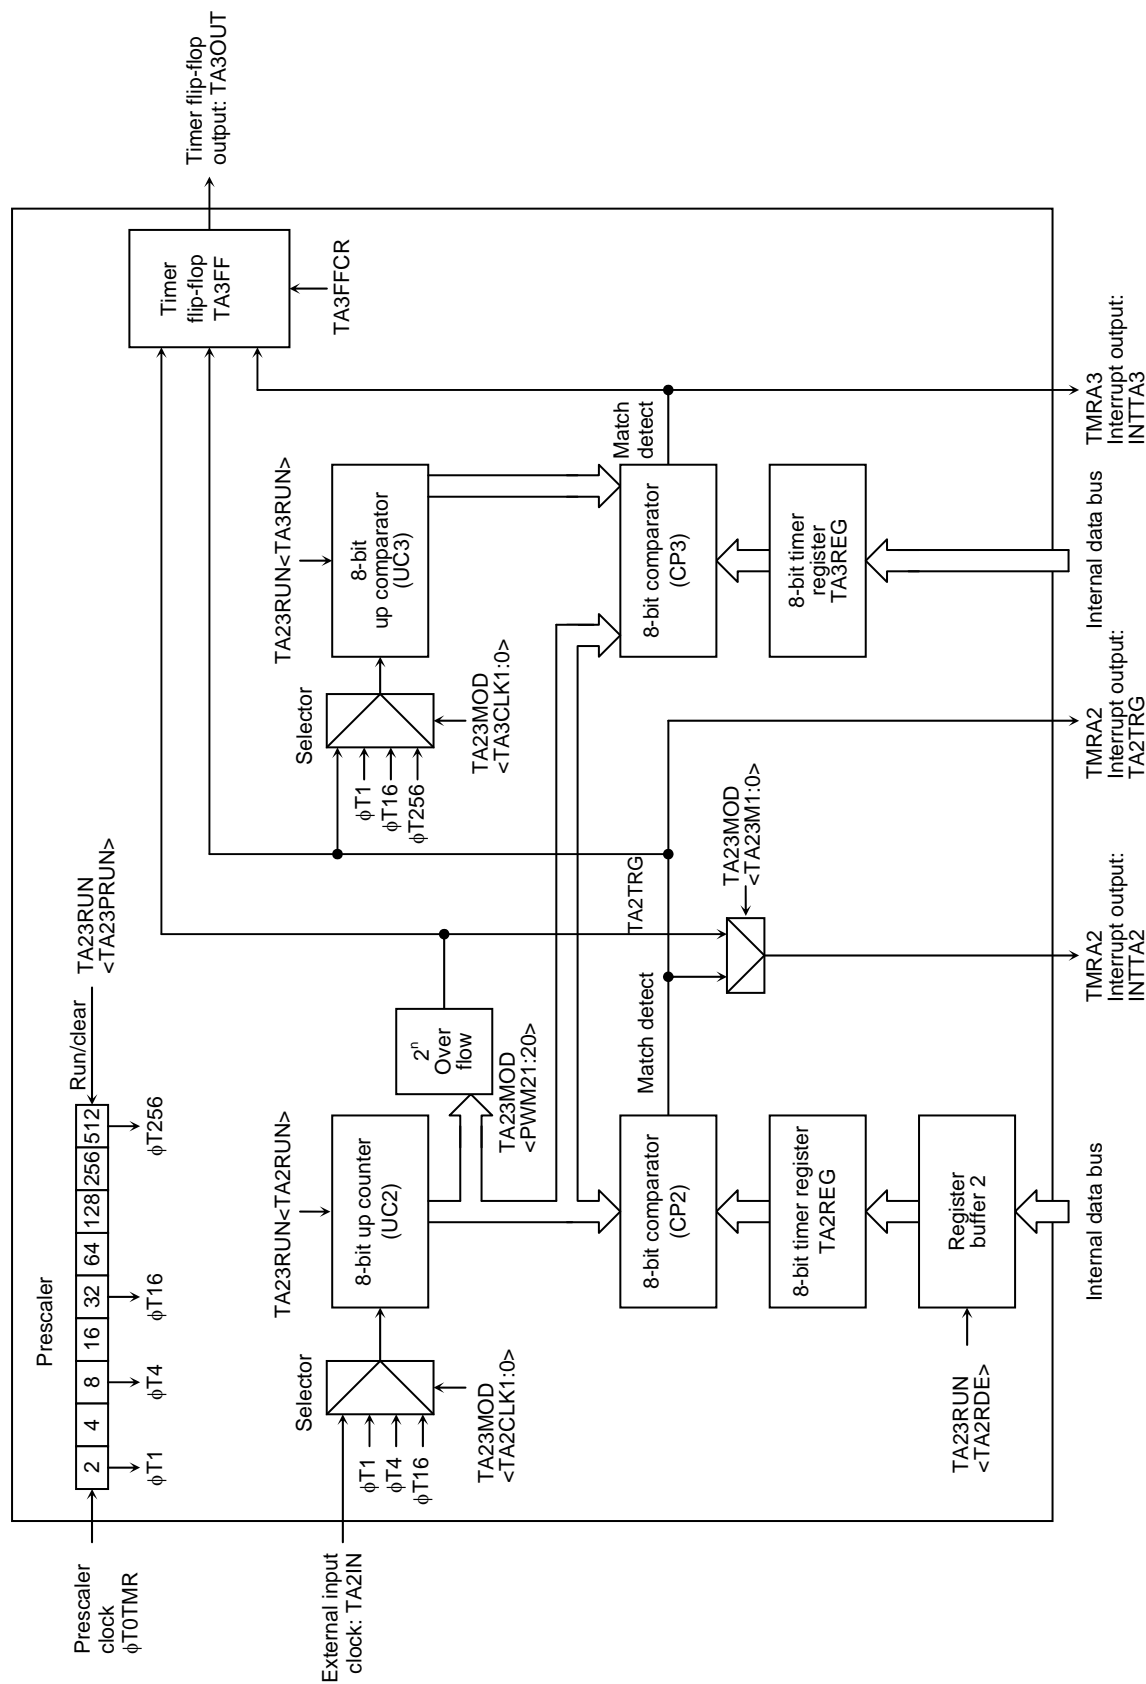 Prescaler
Prescaler
clock
φT0TMR
2 4 8 16 32 64 128 256 512
Run/clear
TA23RUN
<TA23PRUN>
φT1
φT4
φT16
φT256
External input
clock: TA2IN
Selector
φT1
φT4
φT16
TA23MOD
<TA2CLK1:0>
TA23RUN<TA2RUN>
8-bit up counter
(UC2)
2n
Over
flow
TA23MOD
<PWM21:20>
Selector
φT1
φT16
φT256
TA23MOD
<TA3CLK1:0>
TA23RUN<TA3RUN>
8-bit
up comparator
(UC3)
Timer
flip-flop
TA3FF
TA3FFCR
Timer flip-flop
output: TA3OUT
8-bit comparator
(CP2)
Match detect
TA2TRG
TA23MOD
<TA23M1:0>
8-bit comparator
(CP3)
Match
detect
8-bit timer register
TA2REG
8-bit timer
register
TA3REG
Register
buffer 2
TA23RUN
<TA2RDE>
Internal data bus
TMRA2
Interrupt output:
INTTA2
TMRA2
Interrupt output:
TA2TRG
Internal data bus
TMRA3
Interrupt output:
INTTA3